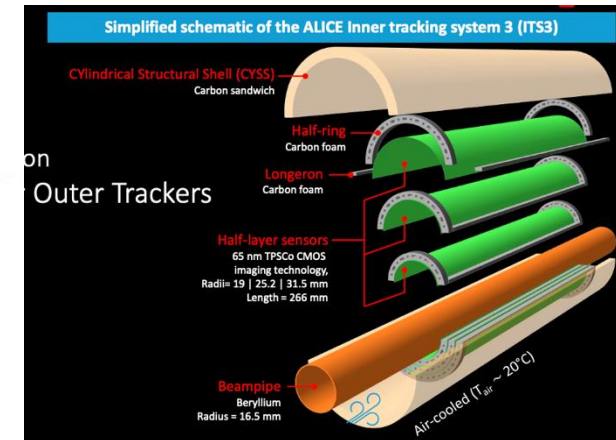 Simplified schematic of the ALICE Inner tracking system 3 (ITS3)
CYlindrical Structural Shell (CYSS)
Carbon sandwich
Half-ring
Carbon foam
on
Outer Trackers
Longeron
Carbon foam
Half-layer sensors
65 nm TPSCo CMOS
imaging technology,
Radii= 19 | 25.2 | 31.5 mm
Length = 266 mm
Beampipe
Beryllium
Radius = 16.5 mm
Air-cooled (Tair ~ 20°C)